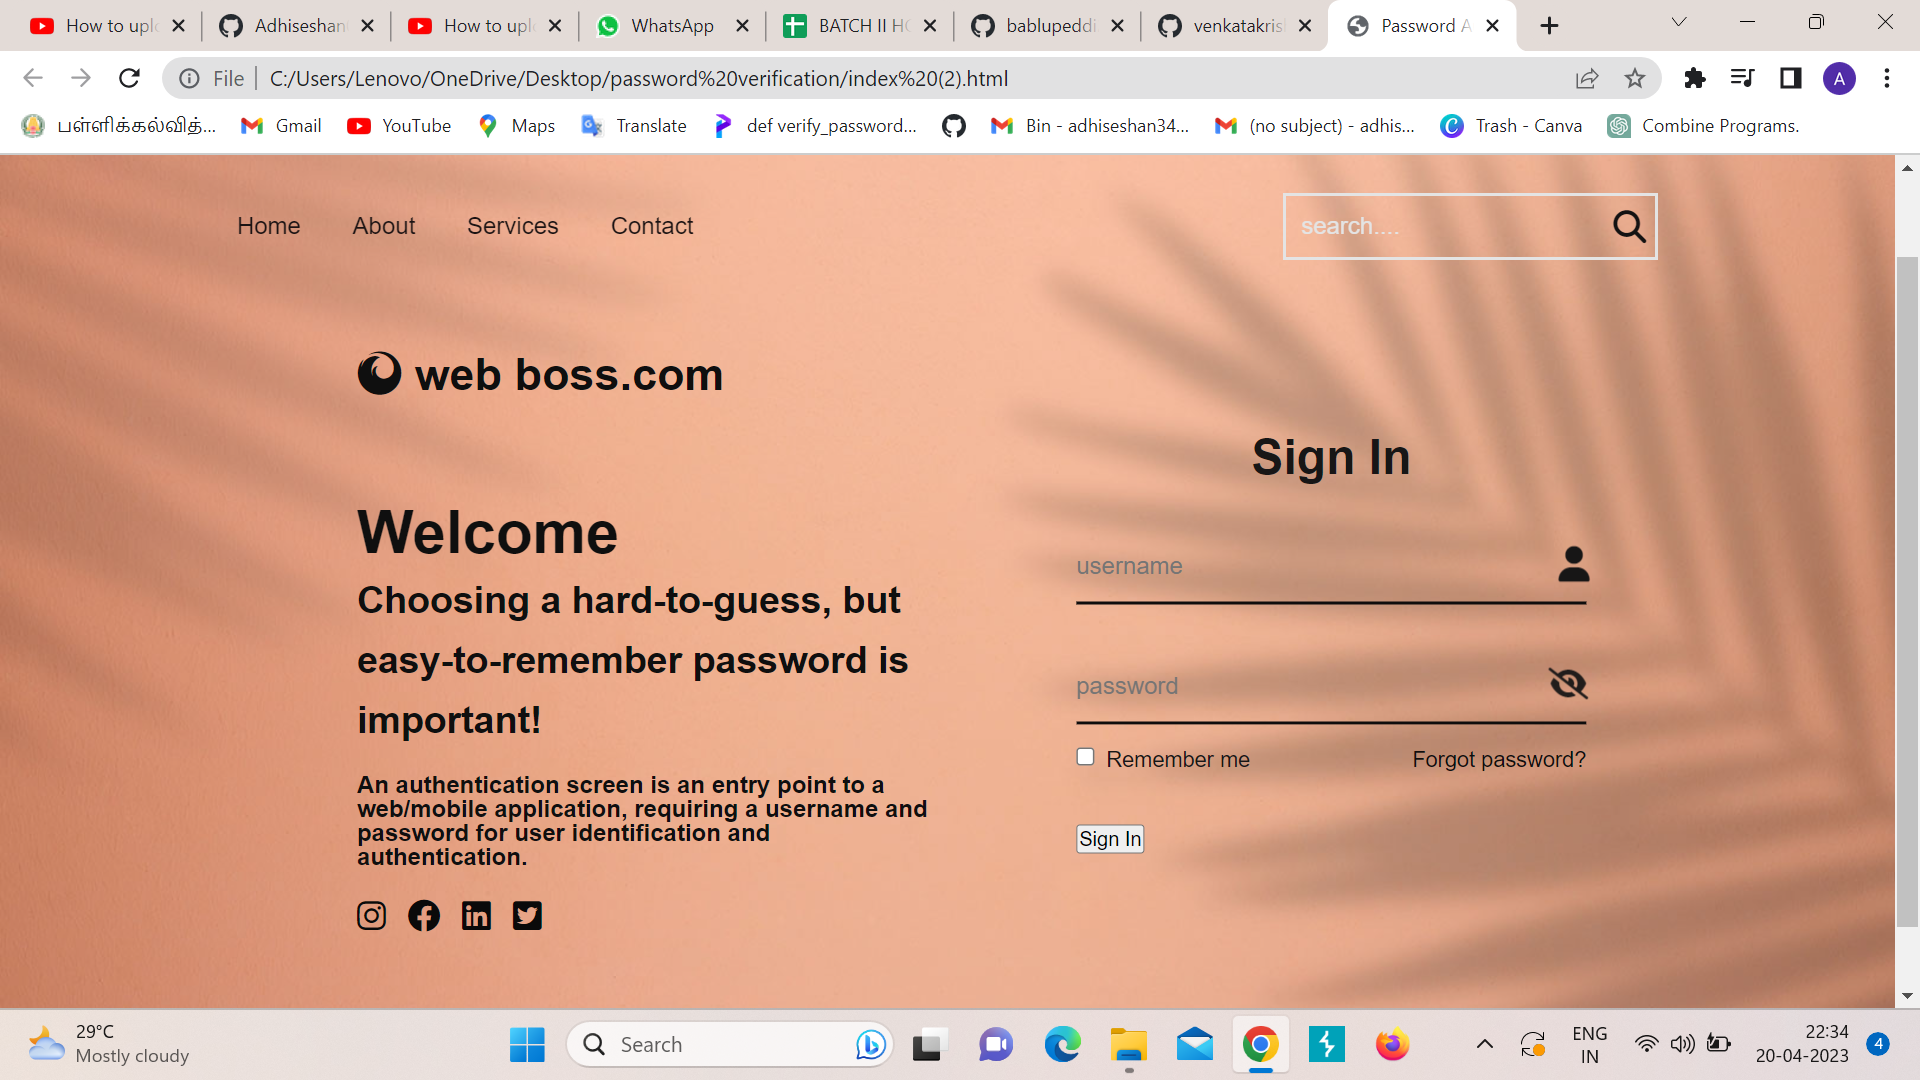 How to upl
Adhiseshan
How to upl
WhatsApp
BATCH II HO
bablupeddi
venkatakris
Password A
File
C:/Users/Lenovo/OneDrive/Desktop/password%20verification/index%20(2).html
A
பள்ளிக்கல்வித்...
Gmail
YouTube
Maps
Translate
def verify_password...
Bin - adhiseshan34...
(no subject) - adhis...
Trash - Canva
Combine Programs.
Home
About
Services
Contact
search....
web boss.com
Sign In
Welcome
Choosing a hard-to-guess, but
easy-to-remember password is
important!
username
password
Remember me
Forgot password?
An authentication screen is an entry point to a
web/mobile application, requiring a username and
password for user identification and
authentication.
Sign In
29°C
Mostly cloudy
Search
ENG
IN
22:34
20-04-2023
4